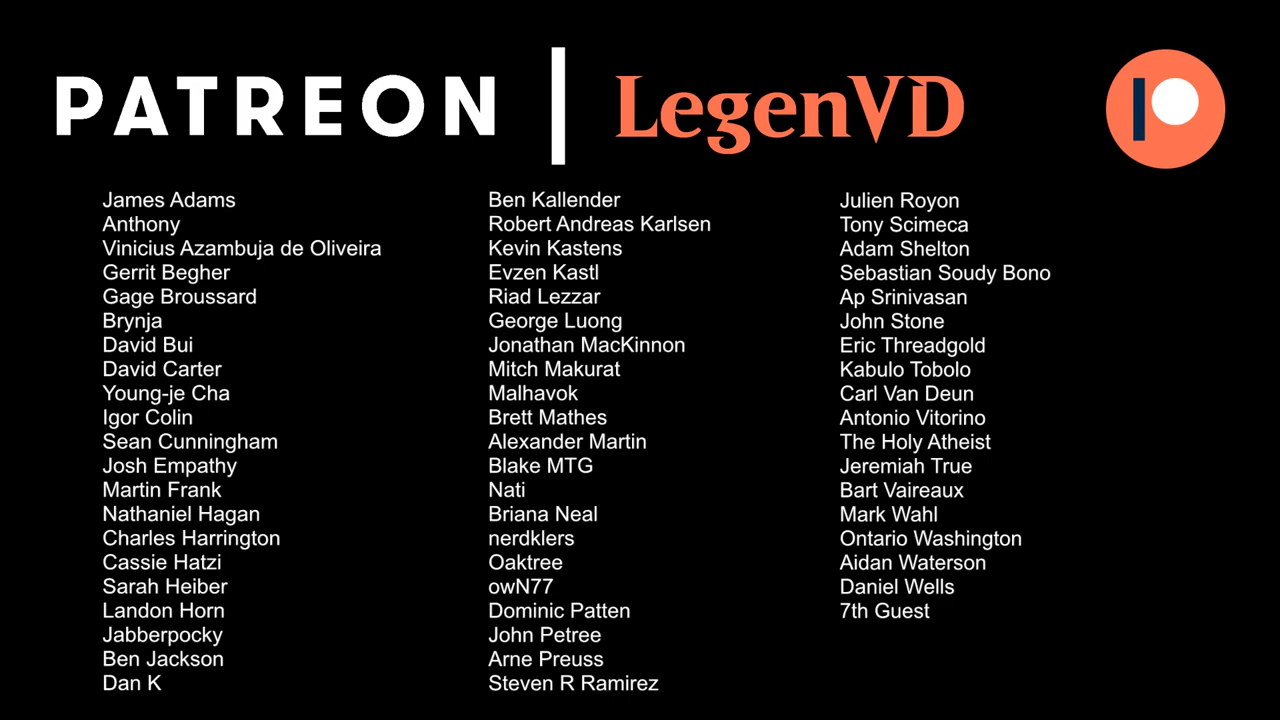 PATREON | LegenVD
James Adams
Anthony
Vinicius Azambuja de Oliveira
Gerrit Begher
Gage Broussard
Brynja
David Bui
David Carter
Young-je Cha
Igor Colin
Sean Cunningham
Josh Empathy
Martin Frank
Nathaniel Hagan
Charles Harrington
Cassie Hatzi
Sarah Heiber
Landon Horn
Jabberpocky
Ben Jackson
Dan K
Ben Kallender
Robert Andreas Karlsen
Kevin Kastens
Evzen Kastl
Riad Lezzar
George Luong
Jonathan MacKinnon
Mitch Makurat
Malhavok
Brett Mathes
Alexander Martin
Blake MTG
Nati
Briana Neal
nerdklers
Oaktree
owN77
Dominic Patten
John Petree
Arne Preuss
Steven R Ramirez
Julien Royon
Tony Scimeca
Adam Shelton
Sebastian Soudy Bono
Ap Srinivasan
John Stone
Eric Threadgold
Kabulo Tobolo
Carl Van Deun
Antonio Vitorino
The Holy Atheist
Jeremiah True
Bart Vaireaux
Mark Wahl
Ontario Washington
Aidan Waterson
Daniel Wells
7th Guest